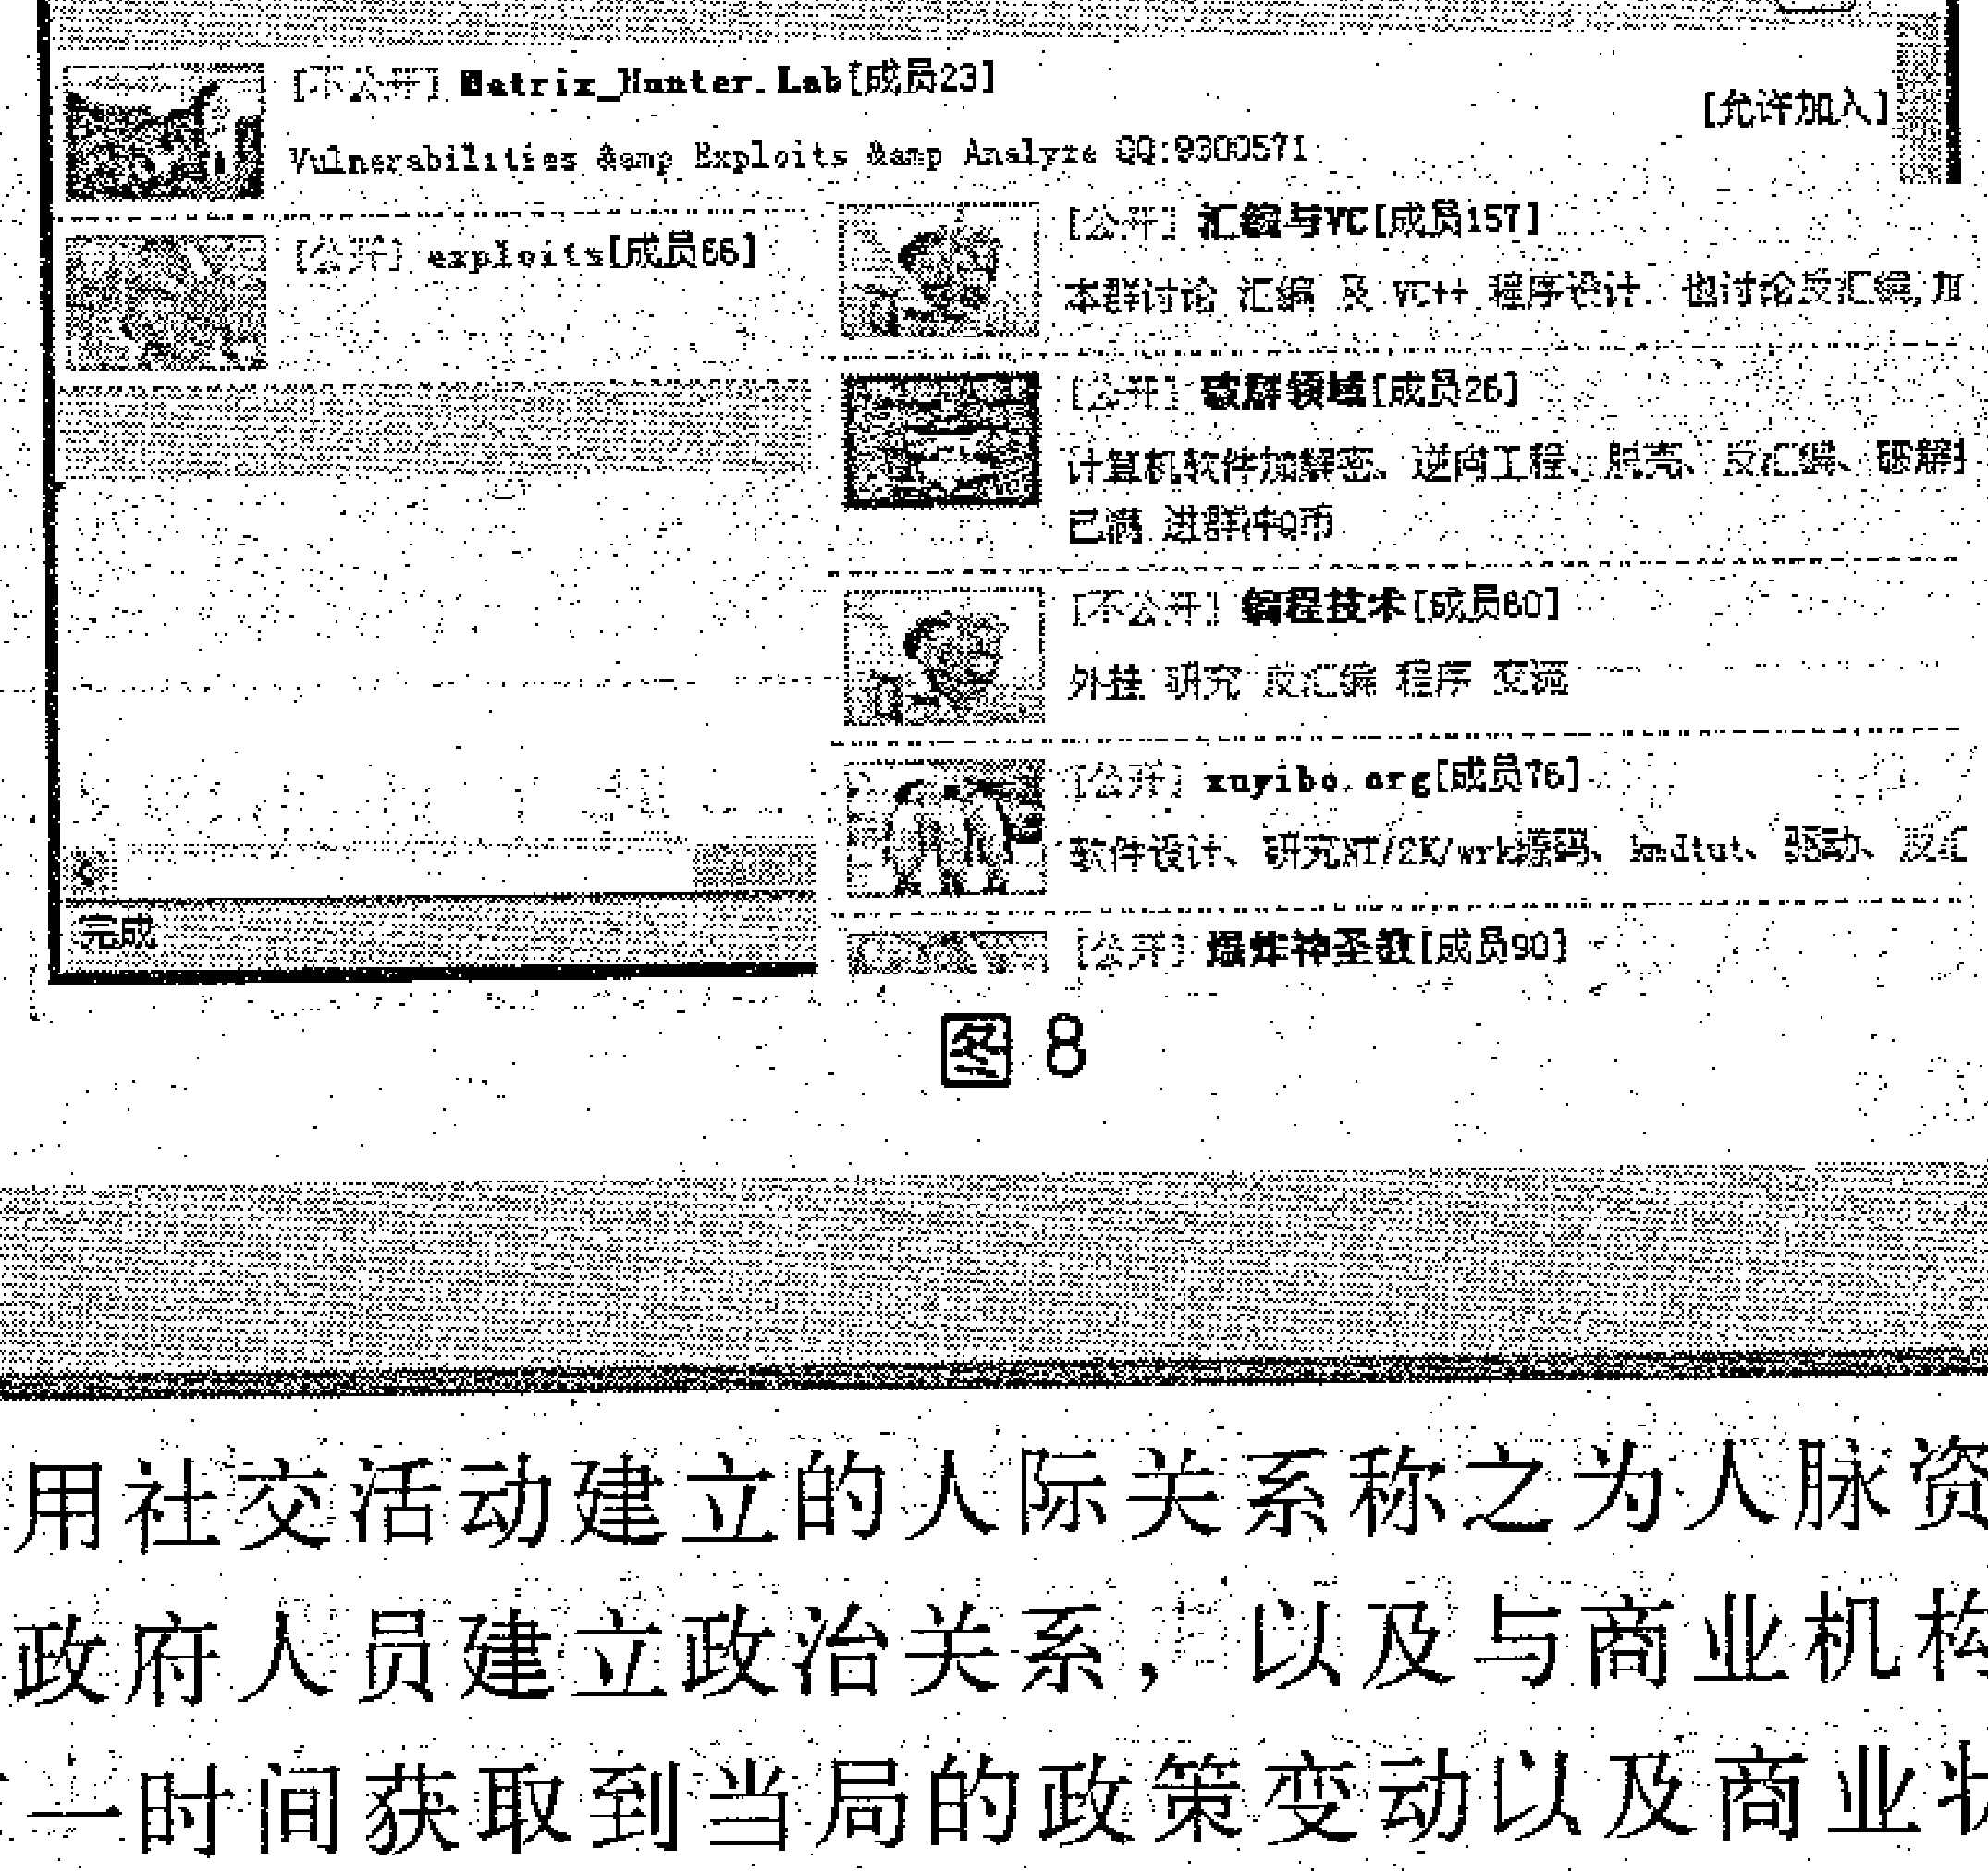 [不公开] Matrix_Hunter.Lab[成员23]
[允许加入]
Vulnerabilities &amp Exploits &amp Analyze QQ:9300571
[公开] exploits[成员66]
[公开] 汇编与VC[成员157]
本群讨论 汇编 及 VC++ 程序设计. 也讨论反汇编,加
[公开] 破解领域[成员26]
计算机软件加解密、逆向工程、脱壳、反汇编、破解
已满 进群冲Q币
[不公开] 编程技术[成员60]
外挂 研究 反汇编 程序 交流
[公开] xuyibo.org[成员76]
软件设计、研究NT/2K/wrk源码、kmdtut、驱动、反汇
[公开] 爆炸神圣教[成员90]
完成
图 8
用社交活动建立的人际关系称之为人脉资
政府人员建立政治关系，以及与商业机构
一时间获取到当局的政策变动以及商业状